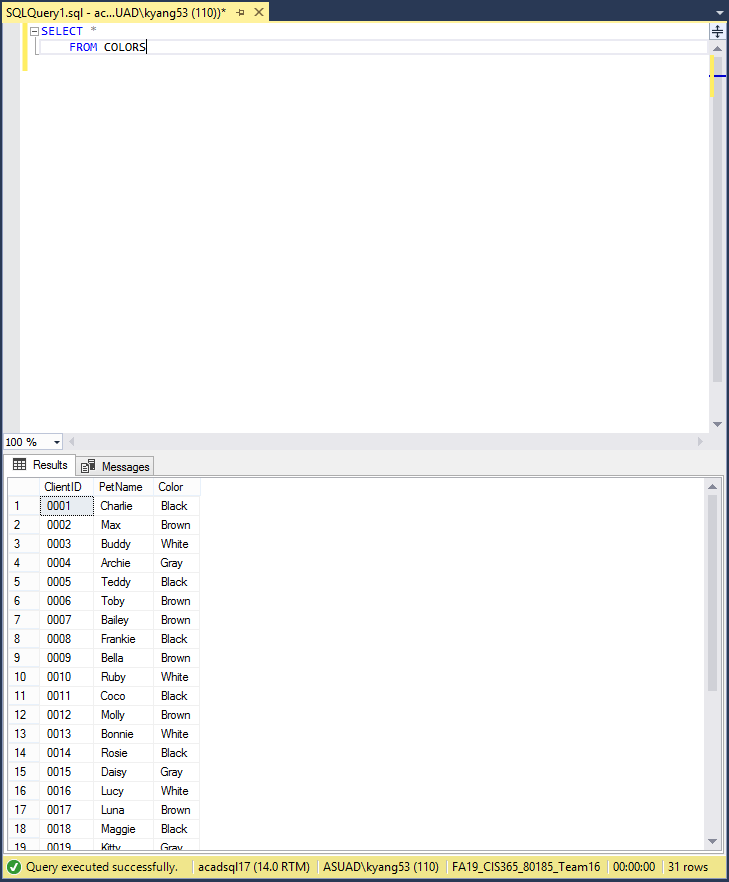 SQLQuery1.sql - ac...UAD\kyang53 (110))*
SELECT *
FROM COLORS
100 %
Results Messages
ClientID PetName Color
1 0001 Charlie Black
2 0002 Max Brown
3 0003 Buddy White
4 0004 Archie Gray
5 0005 Teddy Black
6 0006 Toby Brown
7 0007 Bailey Brown
8 0008 Frankie Black
9 0009 Bella Brown
10 0010 Ruby White
11 0011 Coco Black
12 0012 Molly Brown
13 0013 Bonnie White
14 0014 Rosie Black
15 0015 Daisy Gray
16 0016 Lucy White
17 0017 Luna Brown
18 0018 Maggie Black
19 0019 Kitty Gray
Query executed successfully. acadsql17 (14.0 RTM) ASUAD\kyang53 (110) FA19_CIS365_80185_Team16 00:00:00 31 rows